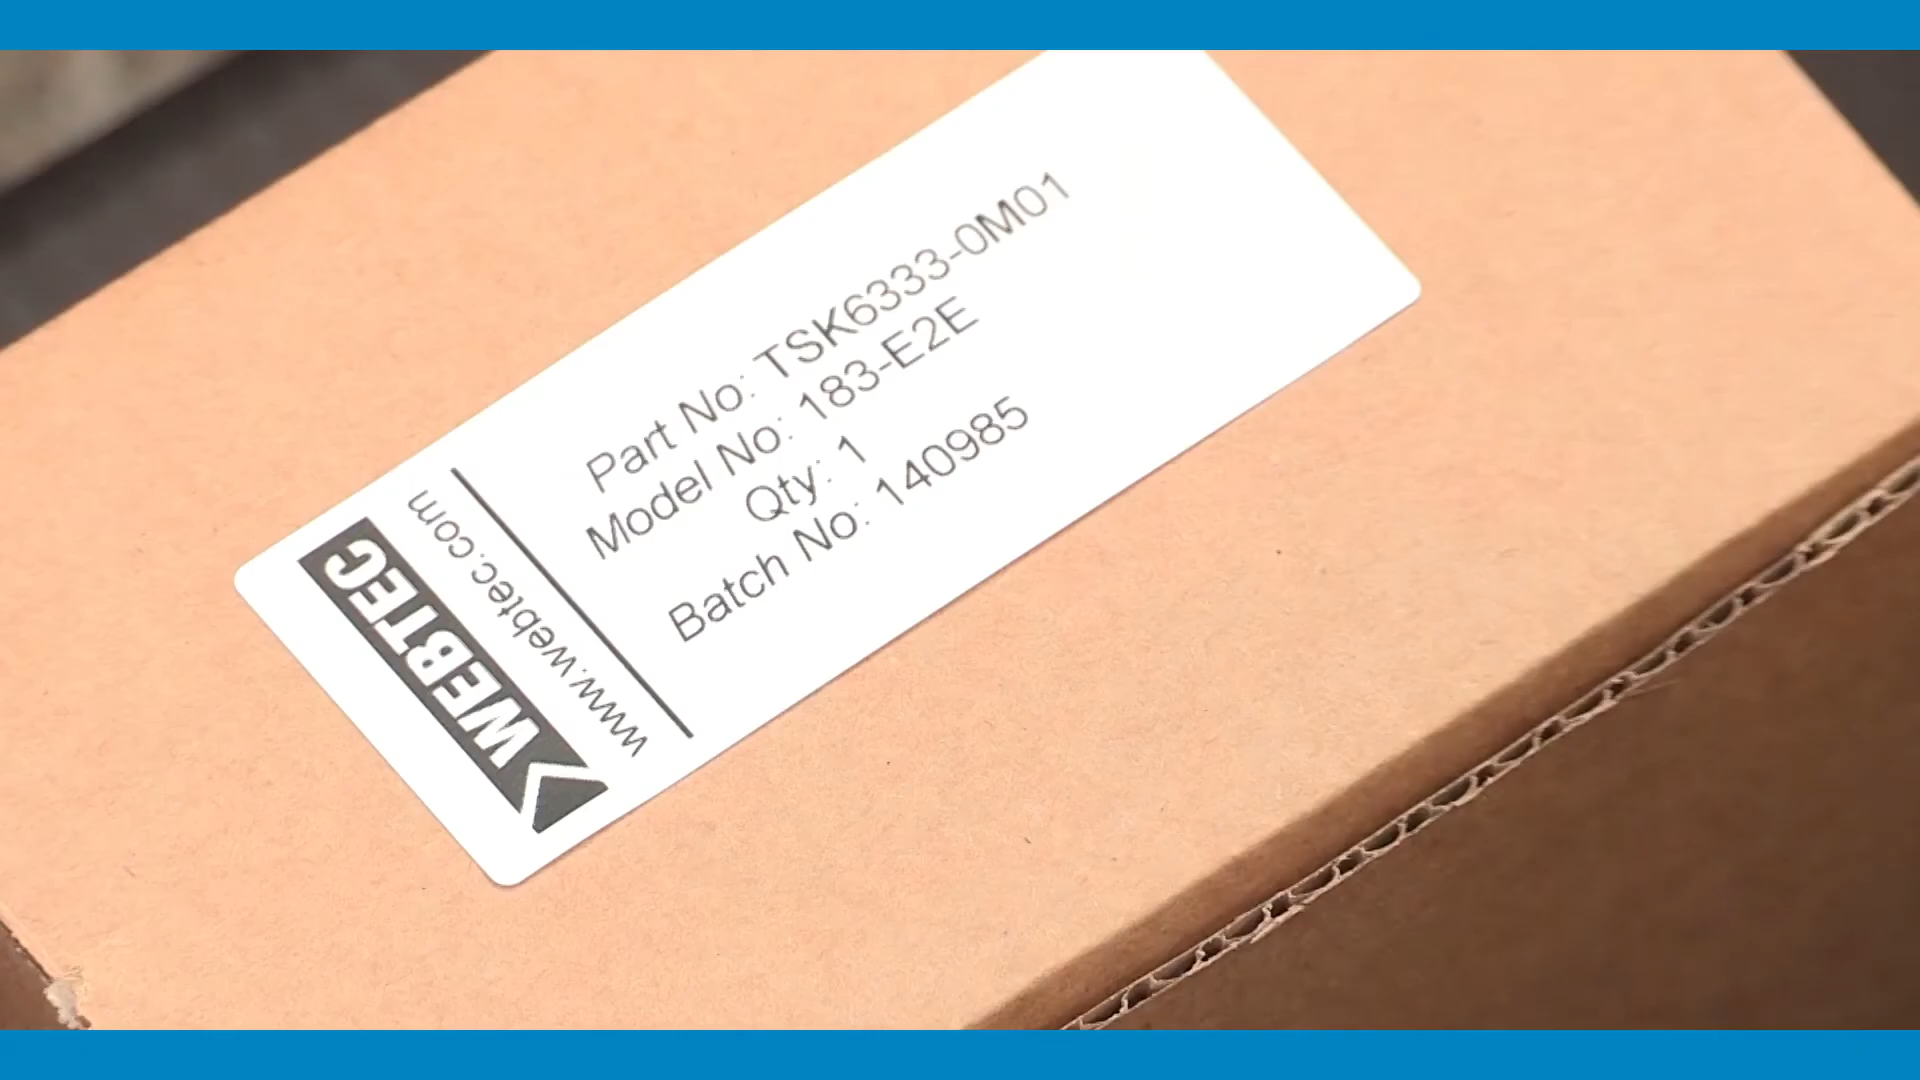 Part No: TSK6333-0M01
Model No: 183-E2E
Qty: 1
Batch No: 140985
www.webtec.com
WEBTEC